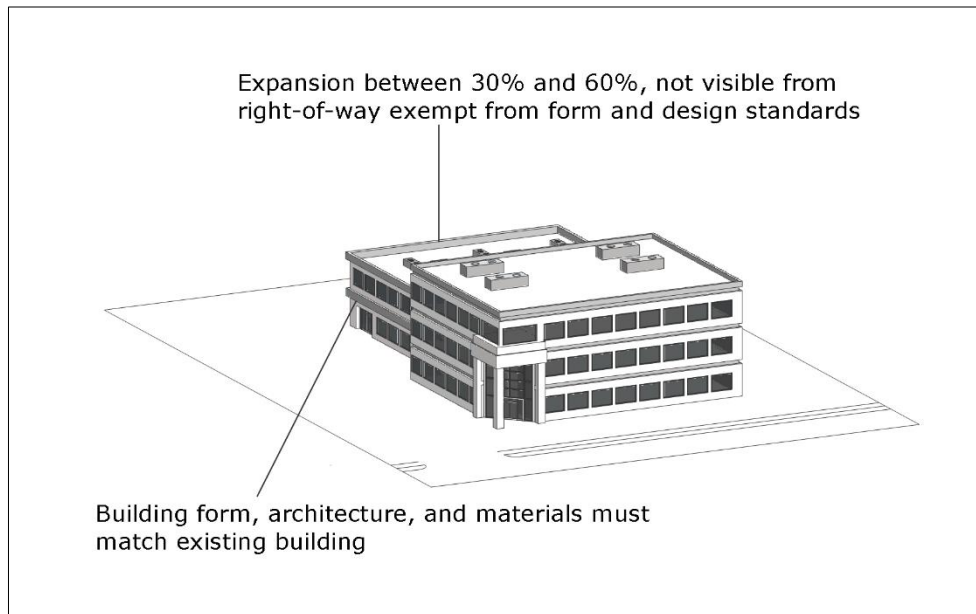 Expansion between 30% and 60%, not visible from
right-of-way exempt from form and design standards
Building form, architecture, and materials must
match existing building